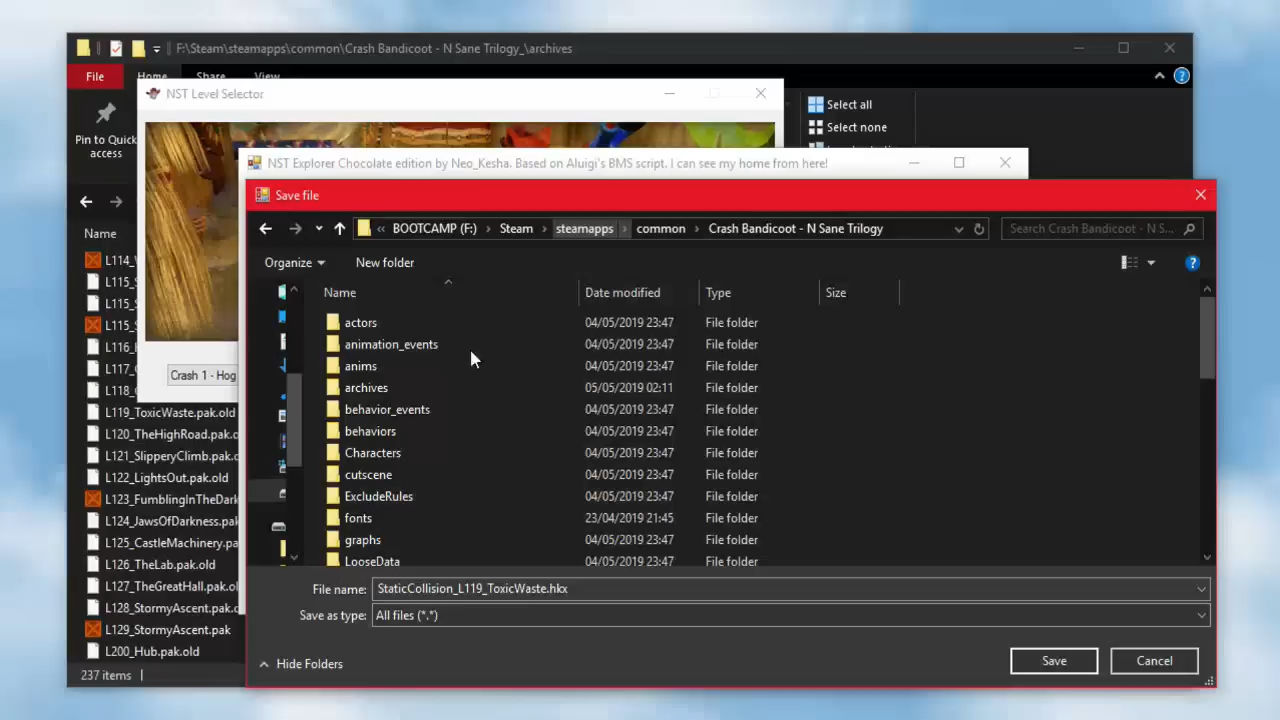 F:\Steam\steamapps\common\Crash Bandicoot - N Sane Trilogy_\archives
File Home Share View
Pin to Quick
access
Select all
Select none
NST Level Selector
Crash 1 - Hog
NST Explorer Chocolate edition by Neo_Kesha. Based on Aluigi's BMS script. I can see my home from here!
Name
L114_
L115_S
L115_S
L115_S
L116_
L117_
L118_
L119_ToxicWaste.pak.old
L120_TheHighRoad.pak.o
L121_SlipperyClimb.pak.
L122_LightsOut.pak.old
L123_FumblingInTheDark
L124_JawsOfDarkness.pak
L125_CastleMachinery.pa
L126_TheLab.pak.old
L127_TheGreatHall.pak.ol
L128_StormyAscent.pak.o
L129_StormyAscent.pak
L200_Hub.pak.old
237 items
Save file
« BOOTCAMP (F:) › Steam › steamapps › common › Crash Bandicoot - N Sane Trilogy
Search Crash Bandicoot - N S...
Organize New folder
Name Date modified Type Size
actors 04/05/2019 23:47 File folder
animation_events 04/05/2019 23:47 File folder
anims 04/05/2019 23:47 File folder
archives 05/05/2019 02:11 File folder
behavior_events 04/05/2019 23:47 File folder
behaviors 04/05/2019 23:47 File folder
Characters 04/05/2019 23:47 File folder
cutscene 04/05/2019 23:47 File folder
ExcludeRules 04/05/2019 23:47 File folder
fonts 23/04/2019 21:45 File folder
graphs 04/05/2019 23:47 File folder
LooseData 04/05/2019 23:47 File folder
File name: StaticCollision_L119_ToxicWaste.hkx
Save as type: All files (*.*)
Hide Folders
Save Cancel